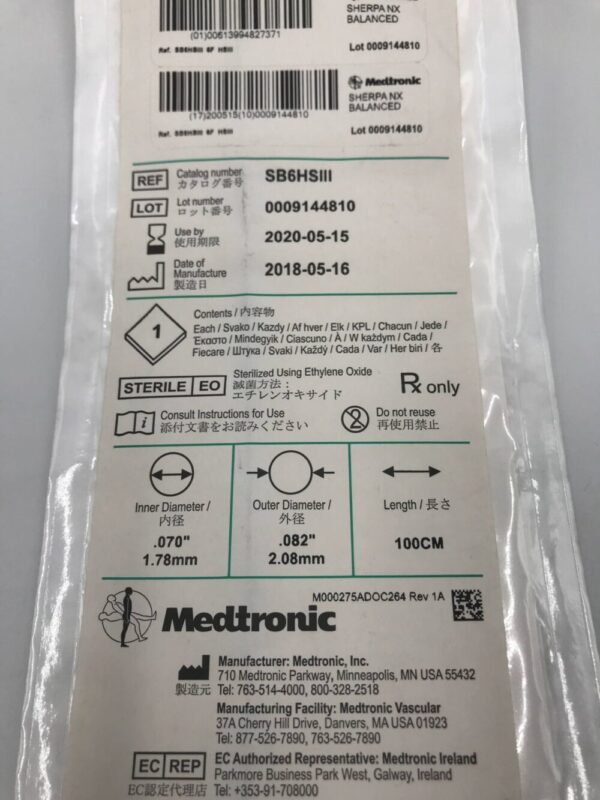 SHERPA NX
BALANCED
(01)00613994827371
Ref. SB6HSIII 6F HSIII
Lot 0009144810
Medtronic
SHERPA NX
BALANCED
(17)200515(10)0009144810
Ref. SB6HSIII 6F HSIII
Lot 0009144810
REF Catalog number SB6HSIII
カタログ番号
LOT Lot number 0009144810
ロット番号
Use by 2020-05-15
使用期限
Date of
Manufacture 2018-05-16
製造日
1
Contents / 内容物
Each / Svako / Kazdy / Af hver / Elk / KPL / Chacun / Jede /
Έκαστο / Mindegyik / Ciascuno / À / W każdym / Cada /
Fiecare / Штука / Svaki / Každý / Cada / Var / Her biri / 各
STERILE EO
Sterilized Using Ethylene Oxide
滅菌方法:
エチレンオキサイド
Rx only
Consult Instructions for Use
添付文書をお読みください
2
Do not reuse
再使用禁止
Inner Diameter /
内径
.070"
1.78mm
Outer Diameter /
外径
.082"
2.08mm
Length / 長さ
100CM
M000275ADOC264 Rev 1A
Medtronic
Manufacturer: Medtronic, Inc.
710 Medtronic Parkway, Minneapolis, MN USA 55432
製造元 Tel: 763-514-4000, 800-328-2518
Manufacturing Facility: Medtronic Vascular
37A Cherry Hill Drive, Danvers, MA USA 01923
Tel: 877-526-7890, 763-526-7890
EC REP EC Authorized Representative: Medtronic Ireland
Parkmore Business Park West, Galway, Ireland
EC認定代理店 Tel: +353-91-708000